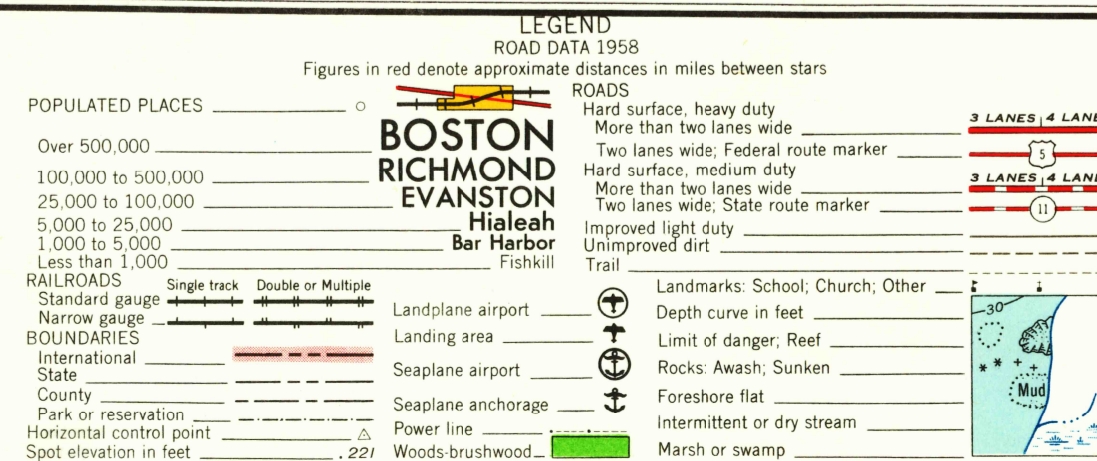 LEGEND
ROAD DATA 1958
Figures in red denote approximate distances in miles between stars
POPULATED PLACES
Over 500,000 BOSTON
100,000 to 500,000 RICHMOND
25,000 to 100,000 EVANSTON
5,000 to 25,000 Hialeah
1,000 to 5,000 Bar Harbor
Less than 1,000 Fishkill
RAILROADS Single track Double or Multiple
Standard gauge
Narrow gauge
BOUNDARIES
International
State
County
Park or reservation
Horizontal control point
Spot elevation in feet .221
Landplane airport
Landing area
Seaplane airport
Seaplane anchorage
Power line
Woods-brushwood
ROADS
Hard surface, heavy duty
More than two lanes wide 3 LANES 4 LANE
Two lanes wide; Federal route marker 5
Hard surface, medium duty
More than two lanes wide 3 LANES 4 LANE
Two lanes wide; State route marker 11
Improved light duty
Unimproved dirt
Trail
Landmarks: School; Church; Other
Depth curve in feet 30
Limit of danger; Reef
Rocks: Awash; Sunken
Foreshore flat Mud
Intermittent or dry stream
Marsh or swamp